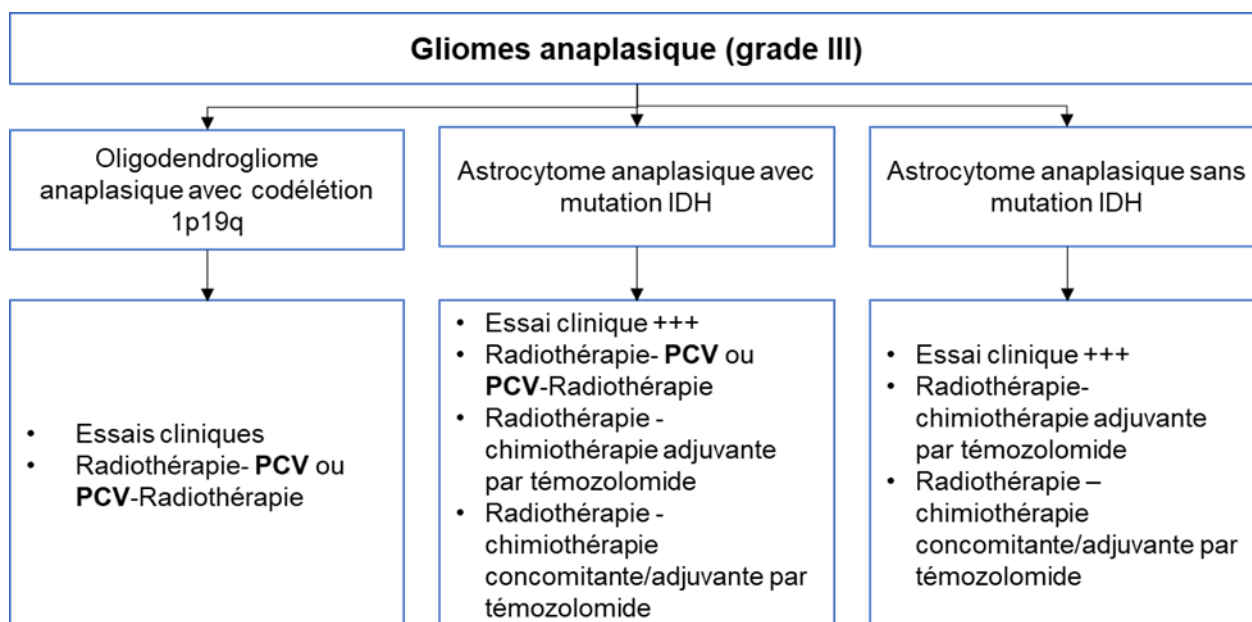 Gliomes anaplasique (grade III)
Oligodendrogliome
anaplasique avec codélétion
1p19q
Astrocytome anaplasique avec
mutation IDH
Astrocytome anaplasique sans
mutation IDH
• Essais cliniques
• Radiothérapie- PCV ou
PCV-Radiothérapie
• Essai clinique +++
• Radiothérapie- PCV ou
PCV-Radiothérapie
• Radiothérapie -
chimiothérapie adjuvante
par témozolomide
• Radiothérapie -
chimiothérapie
concomitante/adjuvante par
témozolomide
• Essai clinique +++
• Radiothérapie-
chimiothérapie adjuvante
par témozolomide
• Radiothérapie –
chimiothérapie
concomitante/adjuvante par
témozolomide